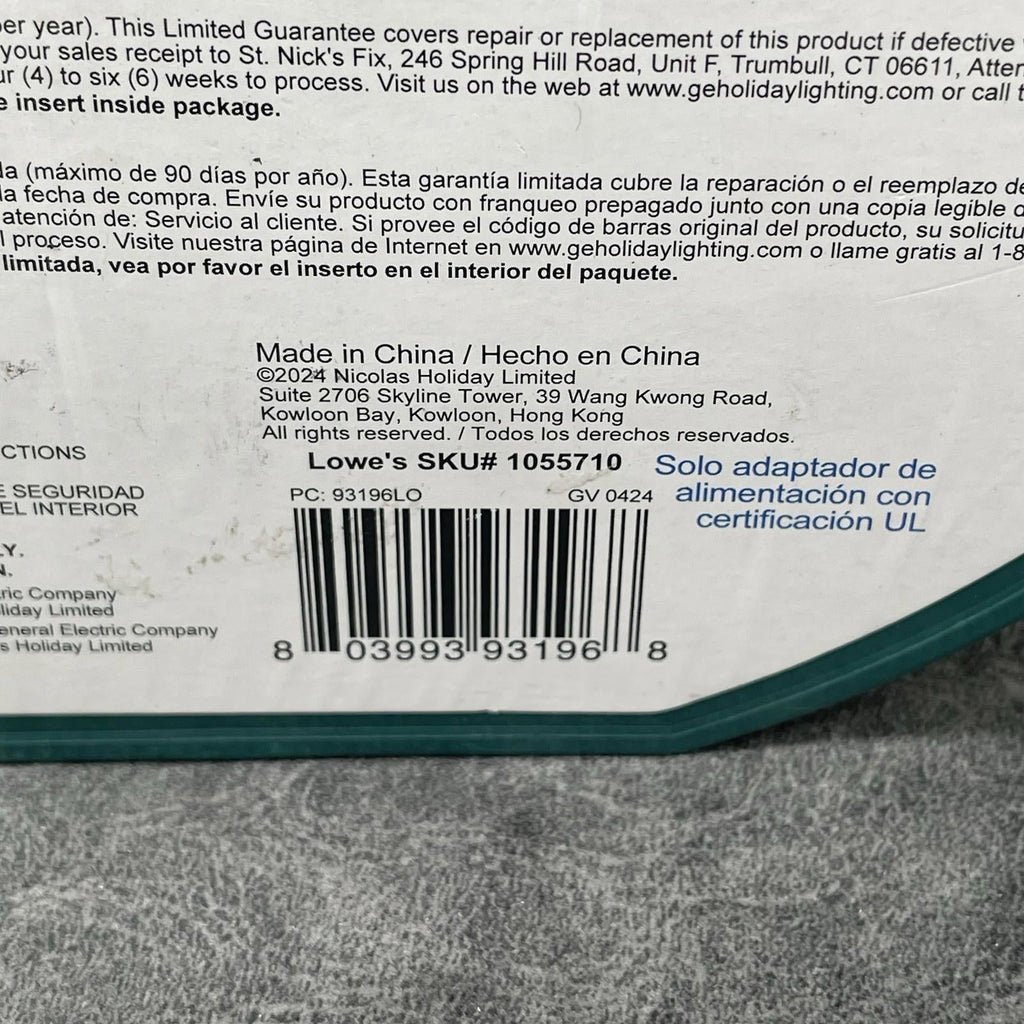 er year). This Limited Guarantee covers repair or replacement of this product if defective
your sales receipt to St. Nick's Fix, 246 Spring Hill Road, Unit F, Trumbull, CT 06611, Atten
ur (4) to six (6) weeks to process. Visit us on the web at www.geholidaylighting.com or call t
e insert inside package.
da (máximo de 90 días por año). Esta garantía limitada cubre la reparación o el reemplazo de
la fecha de compra. Envíe su producto con franqueo prepagado junto con una copia legible d
atención de: Servicio al cliente. Si provee el código de barras original del producto, su solicitu
l proceso. Visite nuestra página de Internet en www.geholidaylighting.com o llame gratis al 1-8
limitada, vea por favor el inserto en el interior del paquete.
Made in China / Hecho en China
©2024 Nicolas Holiday Limited
Suite 2706 Skyline Tower, 39 Wang Kwong Road,
Kowloon Bay, Kowloon, Hong Kong
All rights reserved. / Todos los derechos reservados.
Lowe's SKU# 1055710
PC: 93196LO GV 0424
8 03993 93196 8
Solo adaptador de
alimentación con
certificación UL
CTIONS
E SEGURIDAD
EL INTERIOR
LY.
N.
tric Company
liday Limited
eneral Electric Company
s Holiday Limited